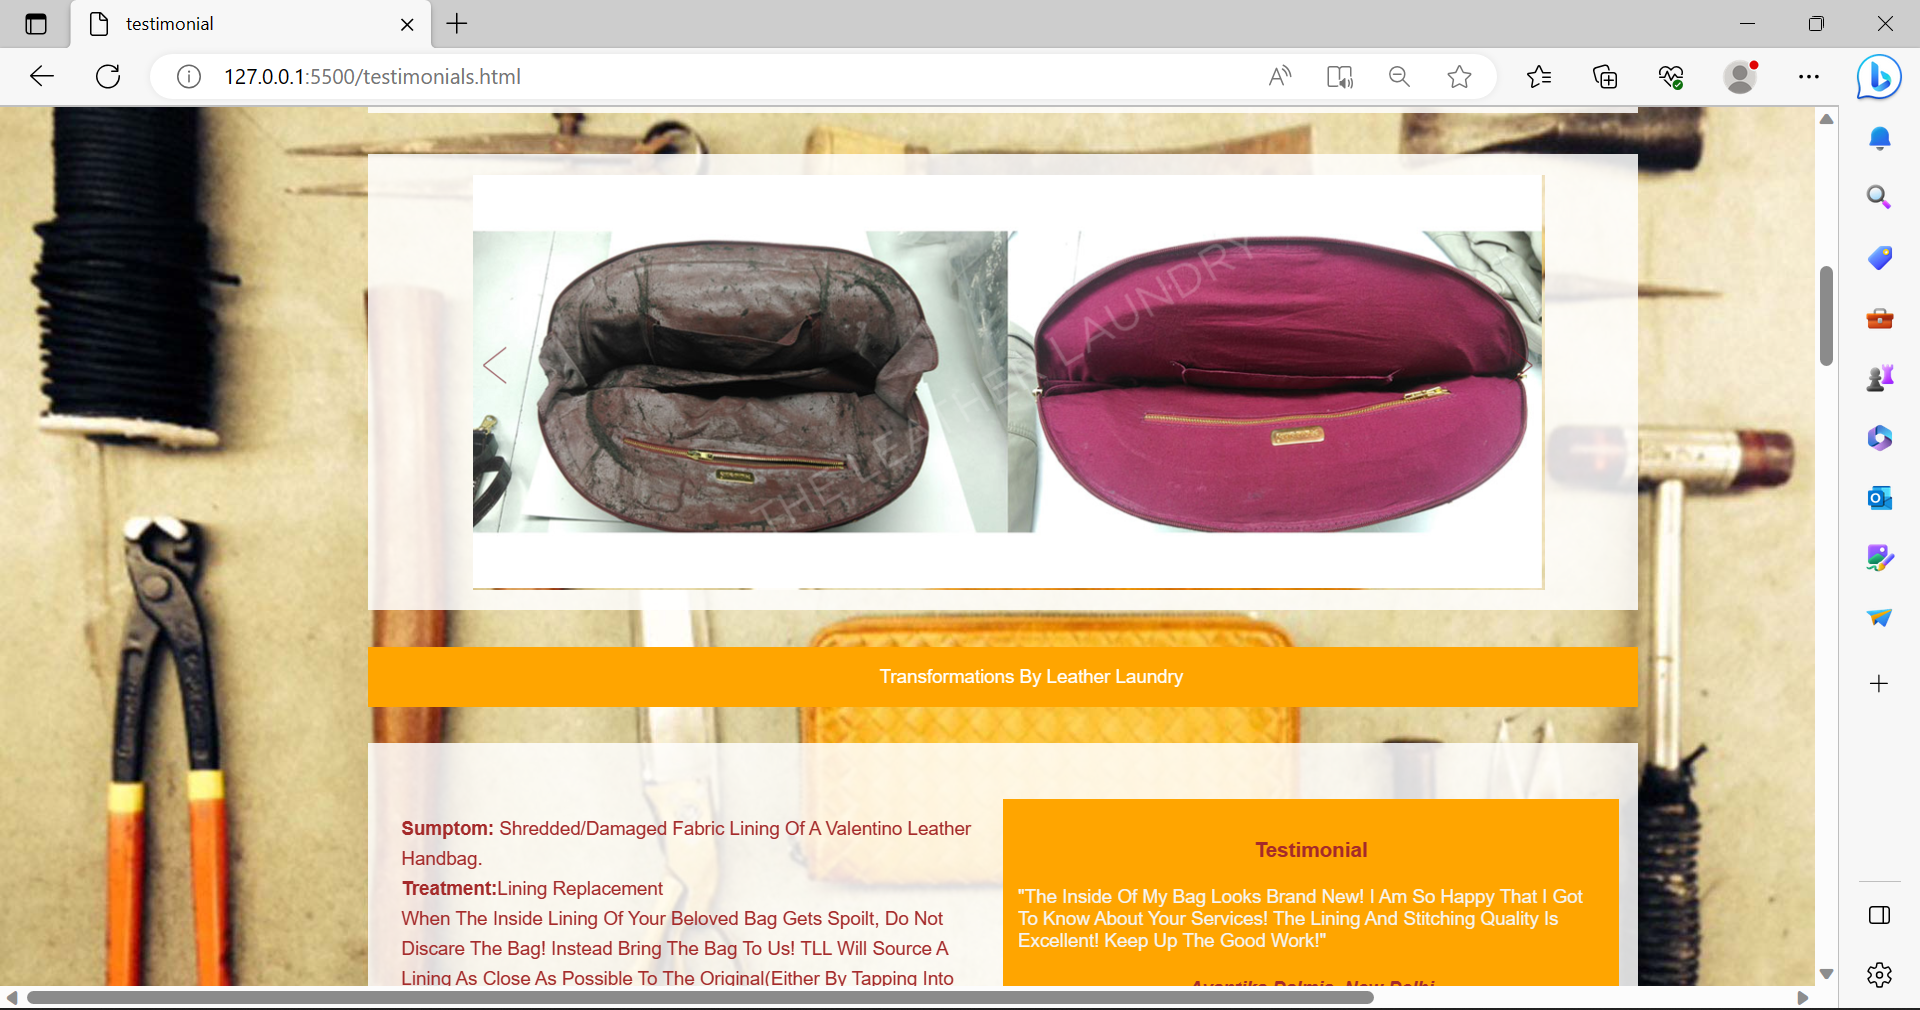 testimonial
127.0.0.1:5500/testimonials.html
THE LEATHER LAUNDRY
Transformations By Leather Laundry
Sumptom: Shredded/Damaged Fabric Lining Of A Valentino Leather
Handbag.
Treatment:Lining Replacement
When The Inside Lining Of Your Beloved Bag Gets Spoilt, Do Not
Discare The Bag! Instead Bring The Bag To Us! TLL Will Source A
Lining As Close As Possible To The Original(Either By Tapping Into
Testimonial
"The Inside Of My Bag Looks Brand New! I Am So Happy That I Got
To Know About Your Services! The Lining And Stitching Quality Is
Excellent! Keep Up The Good Work!"
Avantika Dalmia, New Delhi